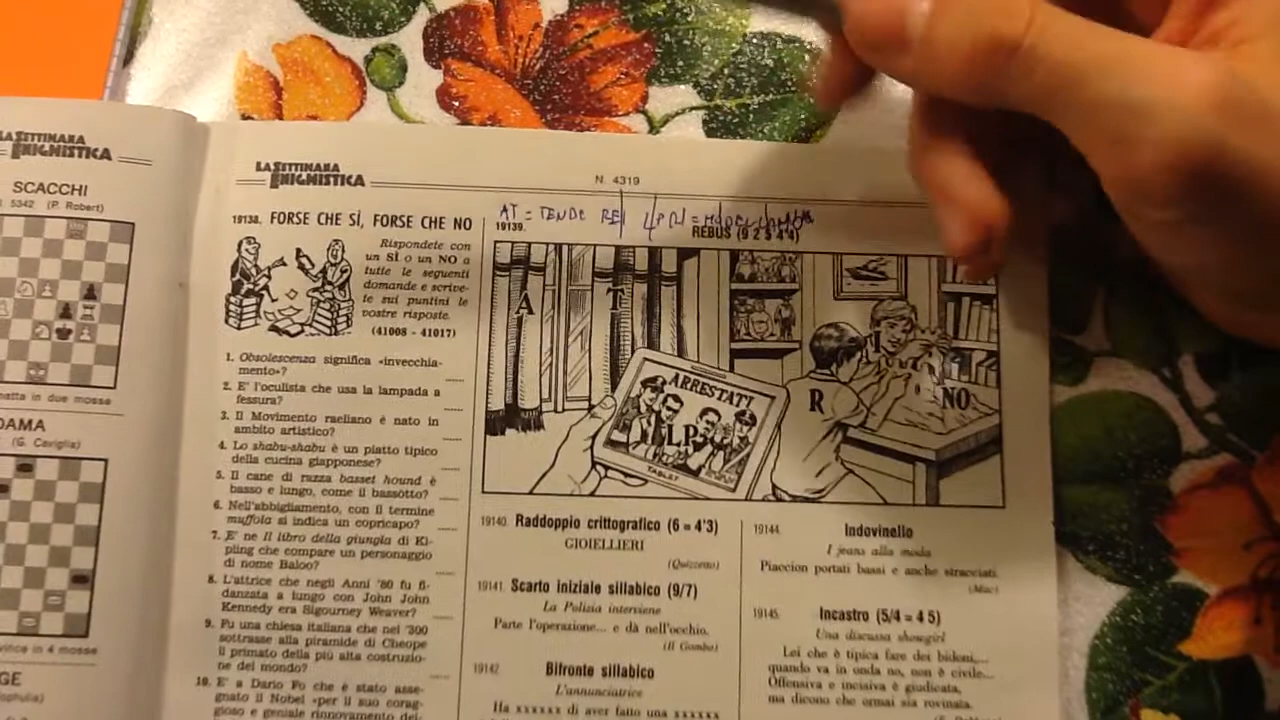 LA SETTIMANA
ENIGMISTICA
SCACCHI
5342 (P. Robert)
matta in due mosse
DAMA
(G. Caviglia)
vince in 4 mosse
LA SETTIMANA
ENIGMISTICA
N. 4319
19138. FORSE CHE SÌ, FORSE CHE NO
Rispondete con
un SÌ o un NO a
tutte le seguenti
domande e scrive-
te sui puntini le
vostre risposte.
(41008 - 41017)
1. Obsolescenza significa «invecchia-
mento»?
2. E' l'oculista che usa la lampada a
fessura?
3. Il Movimento raeliano è nato in
ambito artistico?
4. Lo shabu-shabu è un piatto tipico
della cucina giapponese?
5. Il cane di razza basset hound è
basso e lungo, come il bassotto?
6. Nell'abbigliamento, con il termine
muffola si indica un copricapo?
7. E' ne Il libro della giungla di Ki-
pling che compare un personaggio
di nome Baloo?
8. L'attrice che negli Anni '80 fu fi-
danzata a lungo con John John
Kennedy era Sigourney Weaver?
9. Fu una chiesa italiana che nel '300
sottrasse alla piramide di Cheope
il primato della più alta costruzio-
ne del mondo?
10. E' a Dario Fo che è stato asse-
gnato il Nobel «per il suo corag-
gioso e geniale rinnovamento del-
AT = TENDE REI
19139. REBUS (9 2 5 4'4)
A T
ARRESTATI
LP
TABLET
R
NO
19140. Raddoppio crittografico (6 = 4'3)
GIOIELLIERI
(Quizzetto)
19141. Scarto iniziale sillabico (9/7)
La Polizia interviene
Parte l'operazione... e dà nell'occhio.
(Il Gombo)
19142. Bifronte sillabico
L'annunciatrice
Ha xxxxxx di aver fatto una xxxxxx
19144. Indovinello
I jeans alla moda
Piaccion portati bassi e anche stracciati.
(Mac)
19145. Incastro (5/4 = 4 5)
Una discussa showgirl
Lei che è tipica fare dei bidoni,...
quando va in onda no, non è civile...
Offensiva e incisiva è giudicata,
ma dicono che ormai sia rovinata.